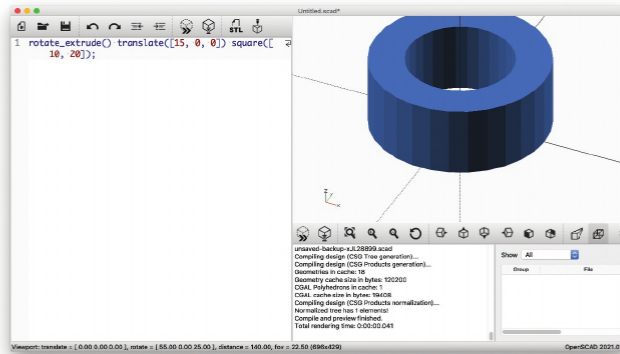 Untitled.scad*
STL
1 rotate_extrude() translate([15, 0, 0]) square([
10, 20]);
z
y
x
unsaved-backup-xJL28899.scad
Compiling design (CSG Tree generation)...
Compiling design (CSG Products generation)...
Geometries in cache: 18
Geometry cache size in bytes: 120200
CGAL Polyhedrons in cache: 1
CGAL cache size in bytes: 19408
Compiling design (CSG Products normalization)...
Normalized tree has 1 elements!
Compile and preview finished.
Total rendering time: 0:00:00.041
Show All
Group File
Viewport: translate = [ 0.00 0.00 0.00 ], rotate = [ 55.00 0.00 25.00 ], distance = 140.00, fov = 22.50 (696x429)
OpenSCAD 2021.0